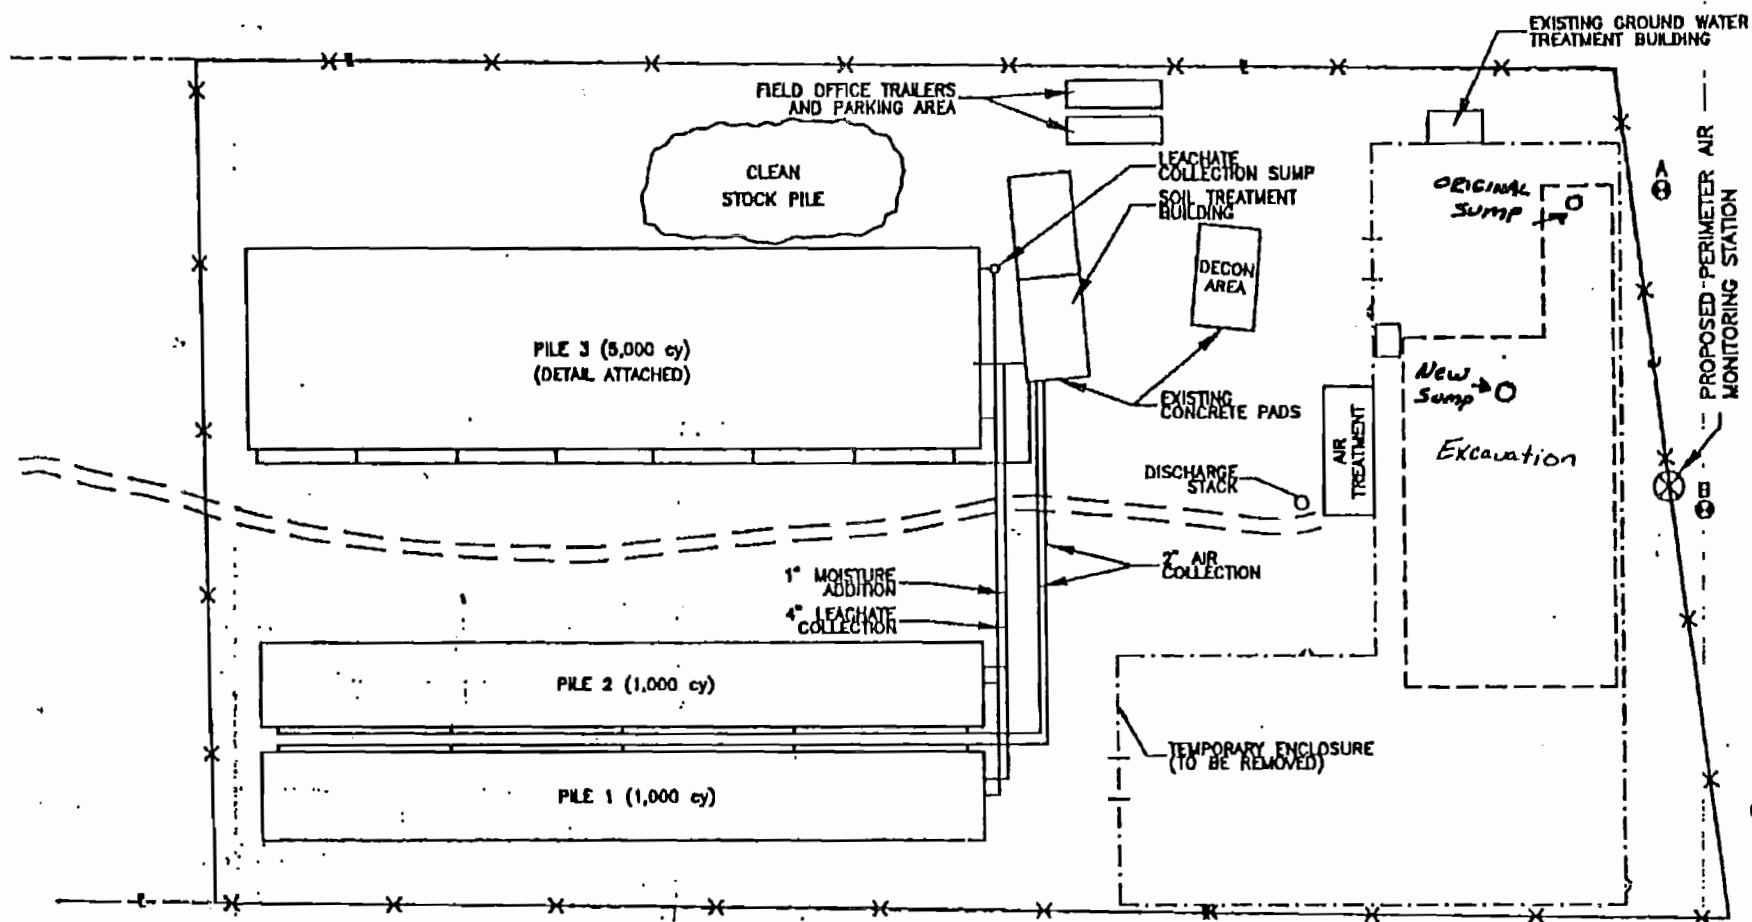 EXISTING GROUND WATER
TREATMENT BUILDING
FIELD OFFICE TRAILERS
AND PARKING AREA
CLEAN
STOCK PILE
LEACHATE
COLLECTION SUMP
SOIL TREATMENT
BUILDING
DECON
AREA
ORIGINAL
Sump
A
PROPOSED PERIMETER AIR
MONITORING STATION
PILE 3 (5,000 cy)
(DETAIL ATTACHED)
New
Sump
EXISTING
CONCRETE PADS
AIR
TREATMENT
Excavation
DISCHARGE
STACK
B
1" MOISTURE
ADDITION
2" AIR
COLLECTION
4" LEACHATE
COLLECTION
PILE 2 (1,000 cy)
TEMPORARY ENCLOSURE
(TO BE REMOVED)
PILE 1 (1,000 cy)